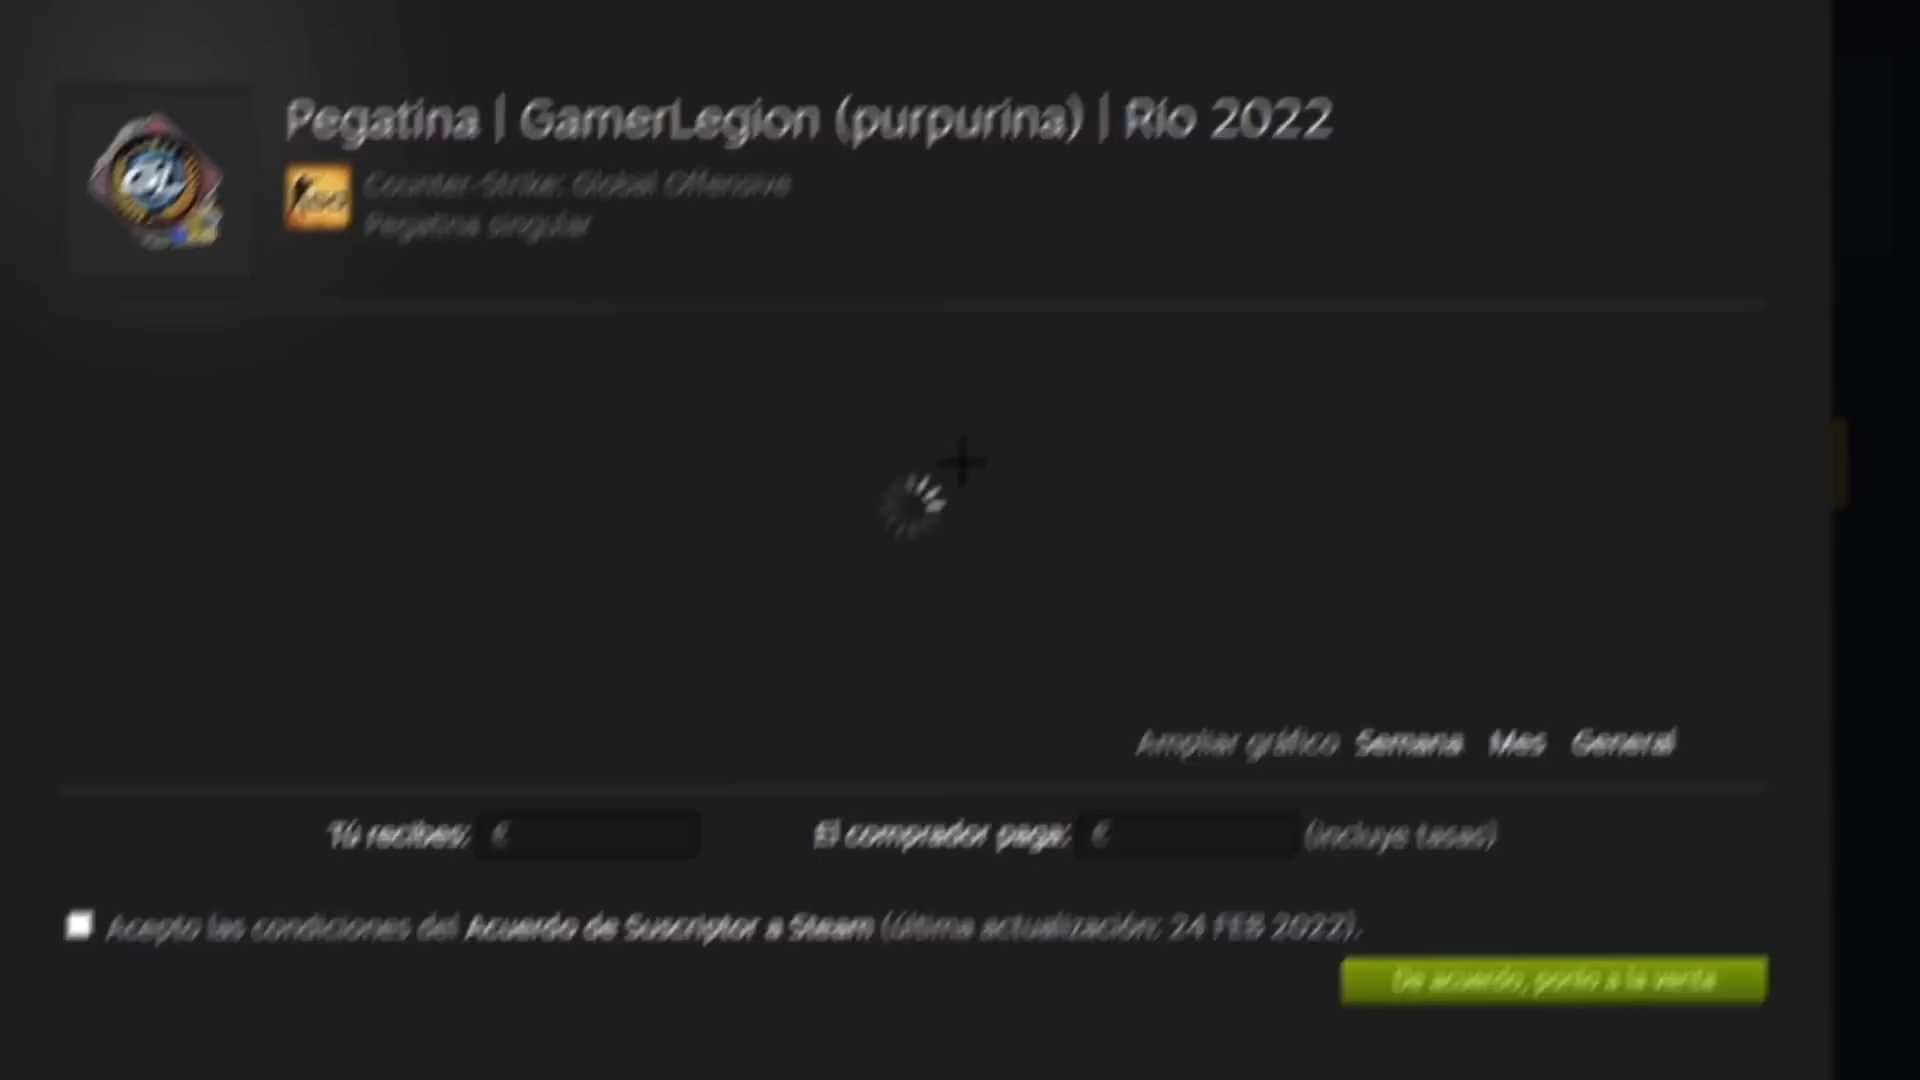 Pegatina | GamerLegion (purpurina) | Río 2022
Counter-Strike: Global Offensive
Pegatina singular
Ampliar gráfico Semana Mes General
Tú recibes: € El comprador paga: € (incluye tasas)
Acepto las condiciones del Acuerdo de Suscriptor a Steam (última actualización: 24 FEB 2022).
De acuerdo, ponlo a la venta